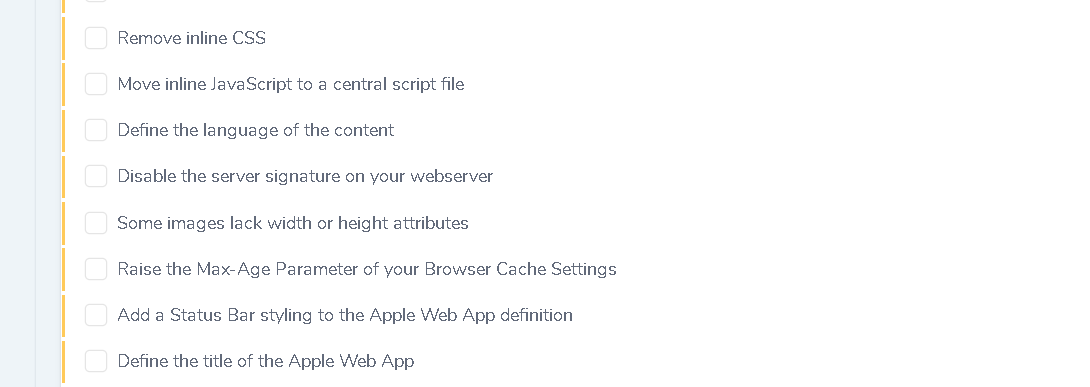 Remove inline CSS
Move inline JavaScript to a central script file
Define the language of the content
Disable the server signature on your webserver
Some images lack width or height attributes
Raise the Max-Age Parameter of your Browser Cache Settings
Add a Status Bar styling to the Apple Web App definition
Define the title of the Apple Web App